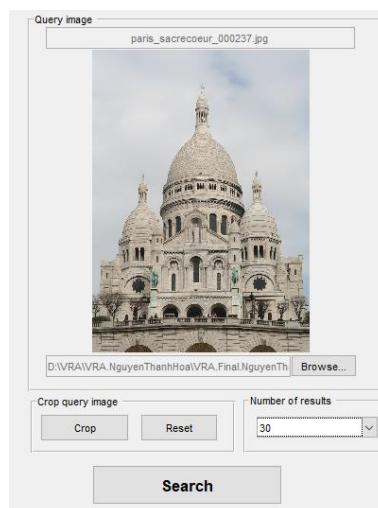 Query image
paris_sacrecoeur_000237.jpg
D:\VRA\VRA.NguyenThanhHoa\VRA.Final.NguyenTh Browse...
Crop query image Number of results
Crop Reset 30
Search